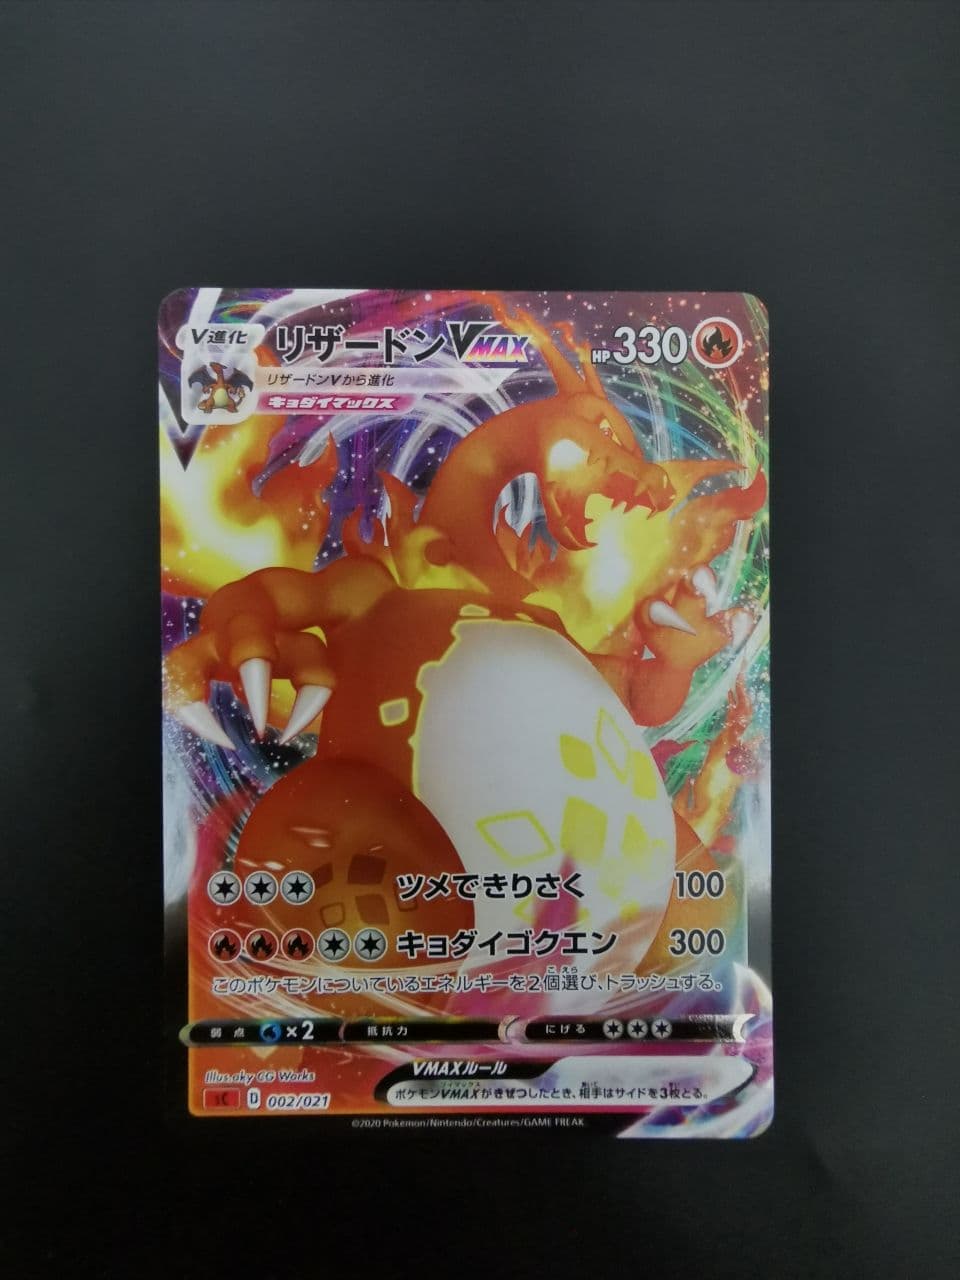 V進化
リザードンVMAX
HP330
リザードンVから進化
キョダイマックス
ツメできりさく 100
キョダイゴクエン 300
このポケモンについているエネルギーを2個選び、トラッシュする。
弱点 ×2 抵抗力 にげる
VMAXルール
ポケモンVMAXがきぜつしたとき、相手はサイドを3枚とる。
Illus.aky CG Works
sC D 002/021
©2020 Pokémon/Nintendo/Creatures/GAME FREAK